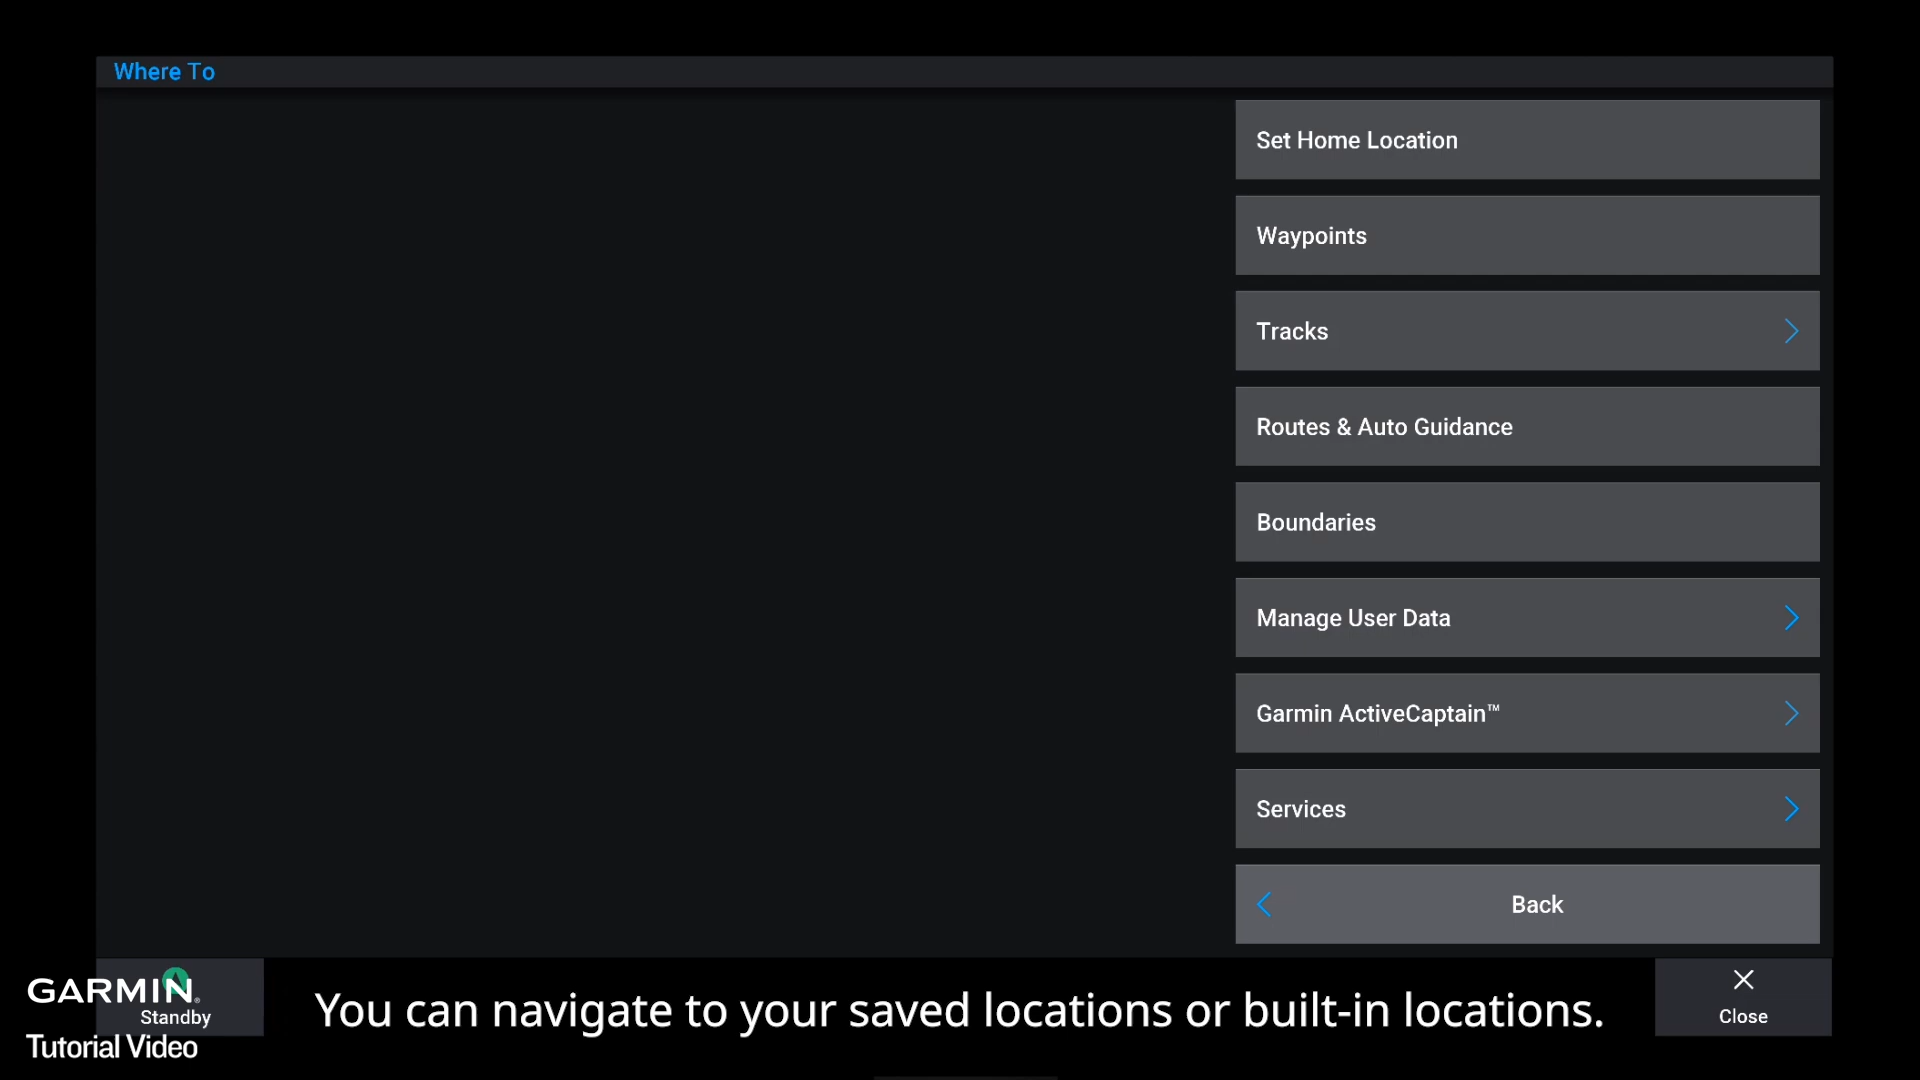 Where To
Set Home Location
Waypoints
Tracks
Routes & Auto Guidance
Boundaries
Manage User Data
Garmin ActiveCaptain™
Services
Back
GARMIN®
Standby
Tutorial Video
You can navigate to your saved locations or built-in locations.
Close